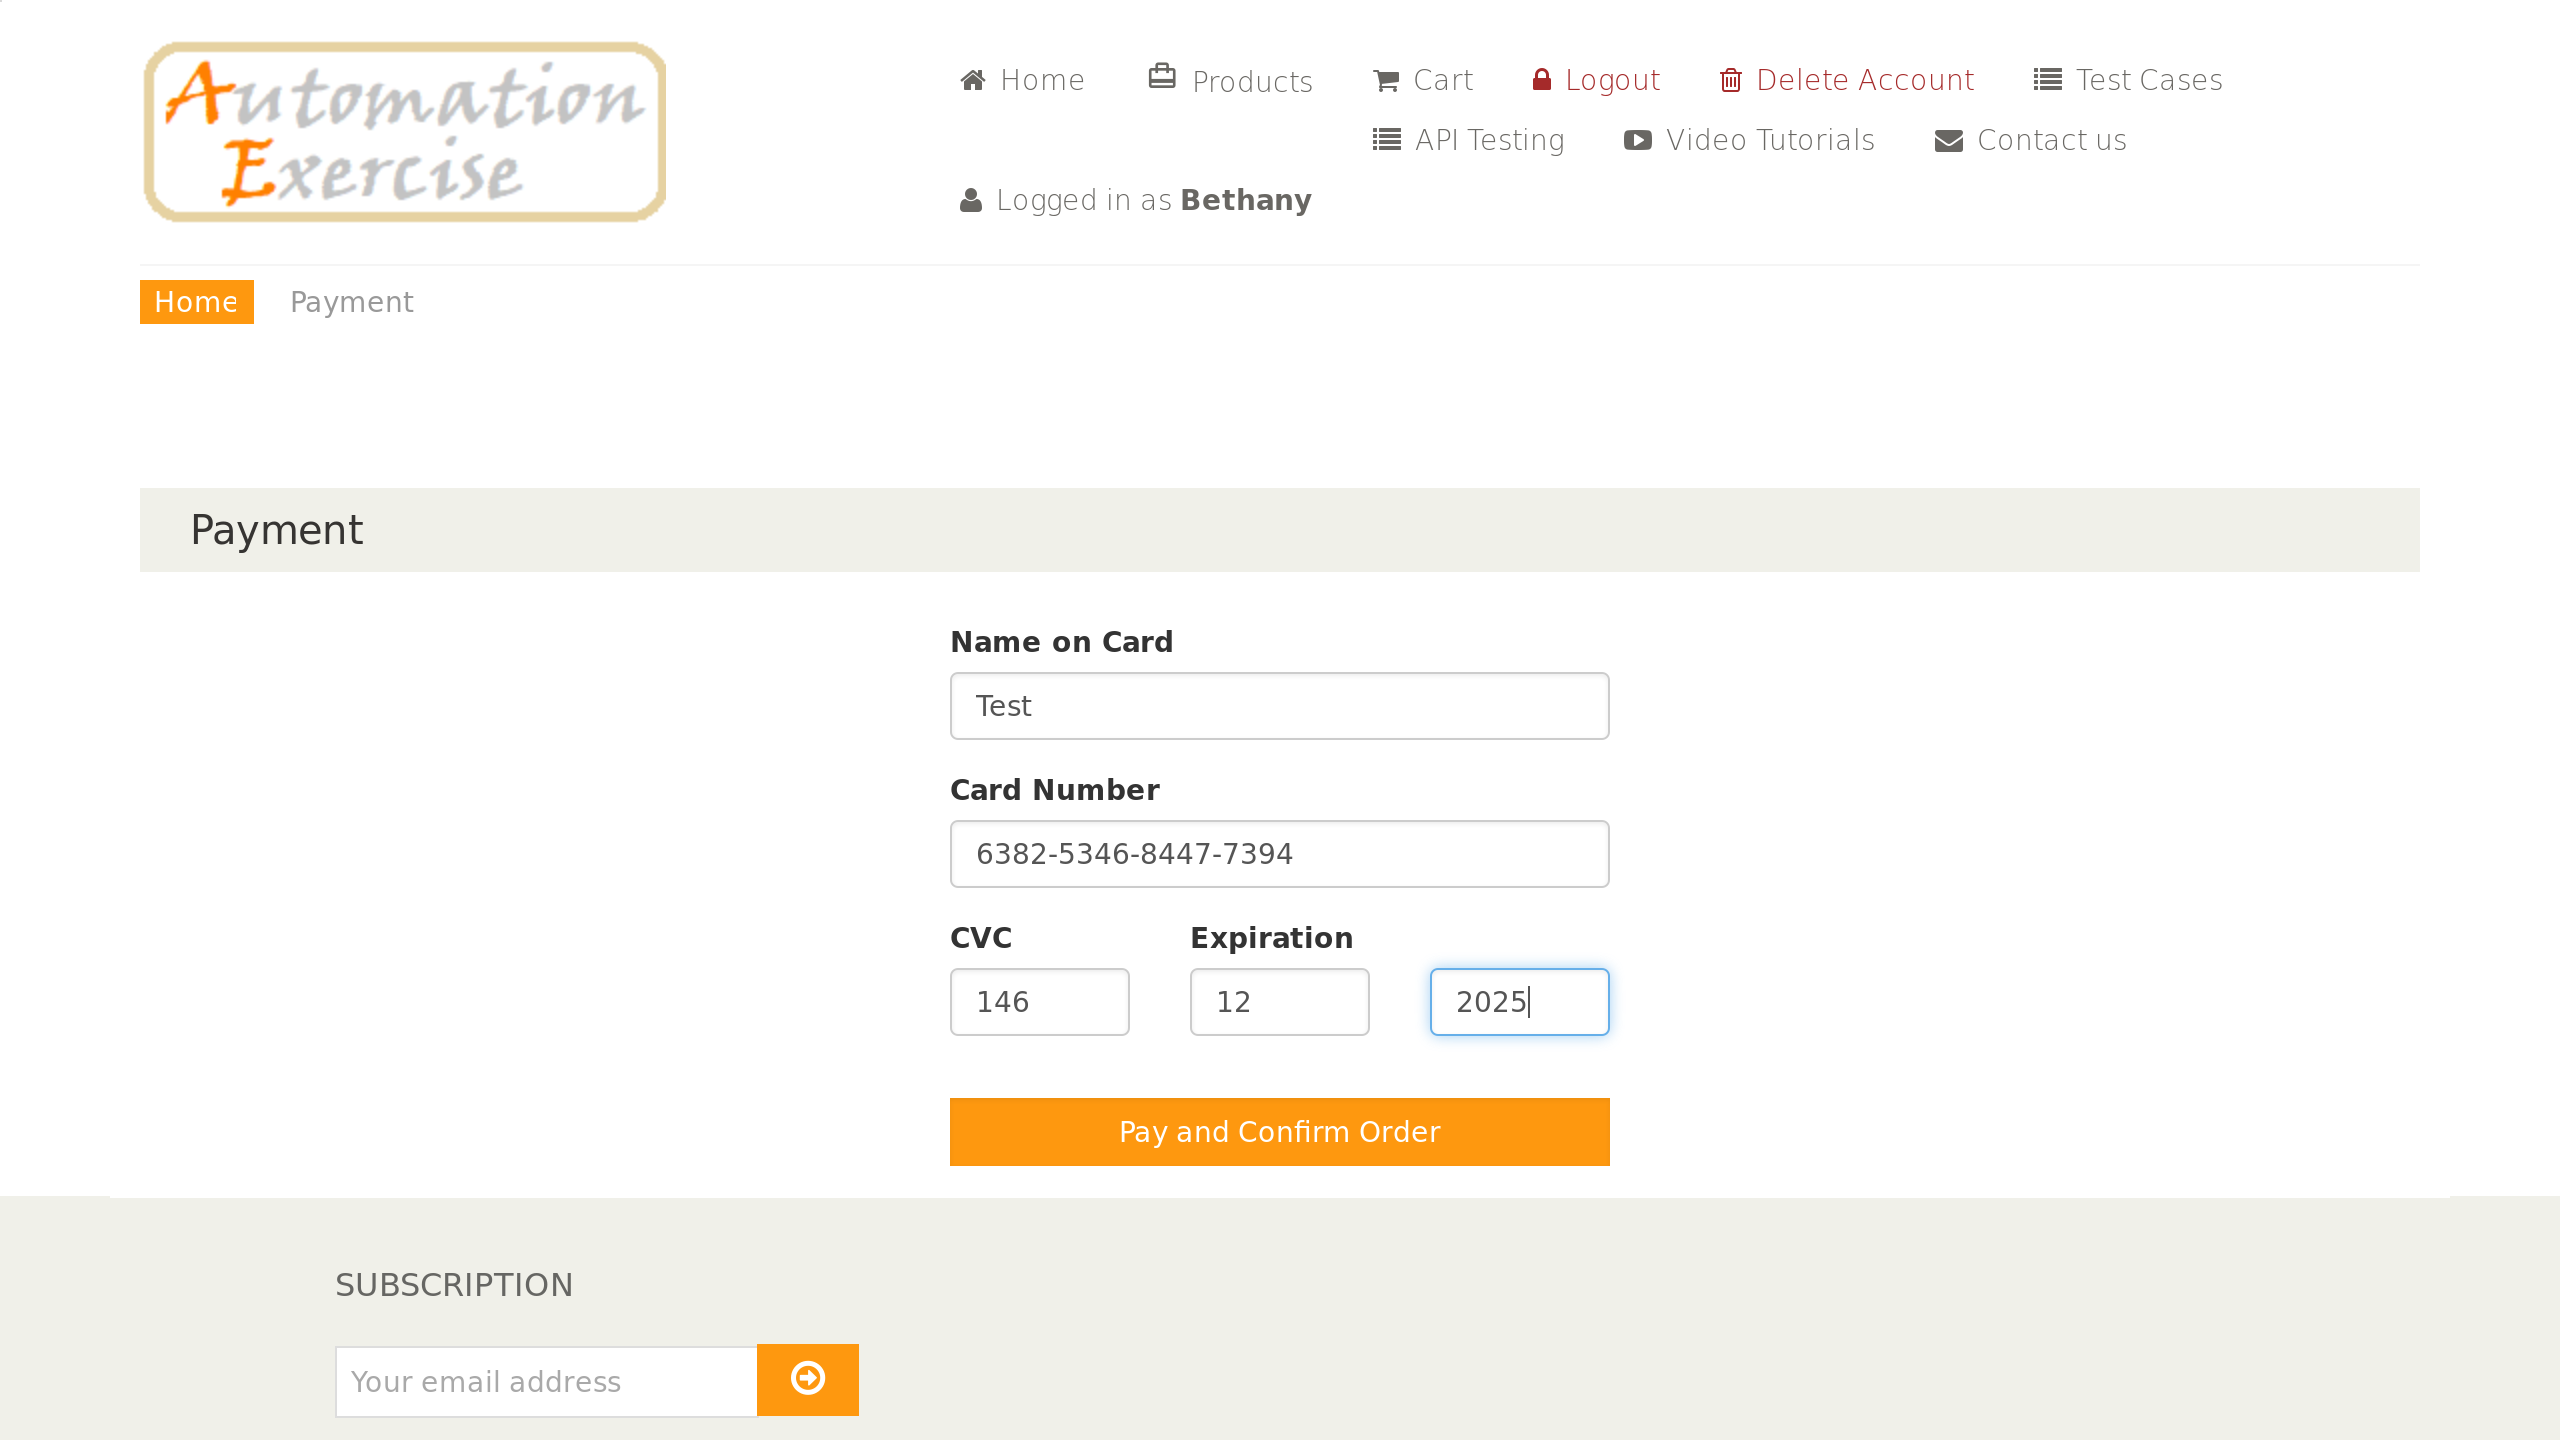 Automation
Exercise
Home
Products
Cart
Logout
Delete Account
Test Cases
API Testing
Video Tutorials
Contact us
Logged in as Bethany
Home
Payment
Payment
Name on Card
Test
Card Number
6382-5346-8447-7394
CVC
Expiration
146
12
2025
Pay and Confirm Order
SUBSCRIPTION
Your email address